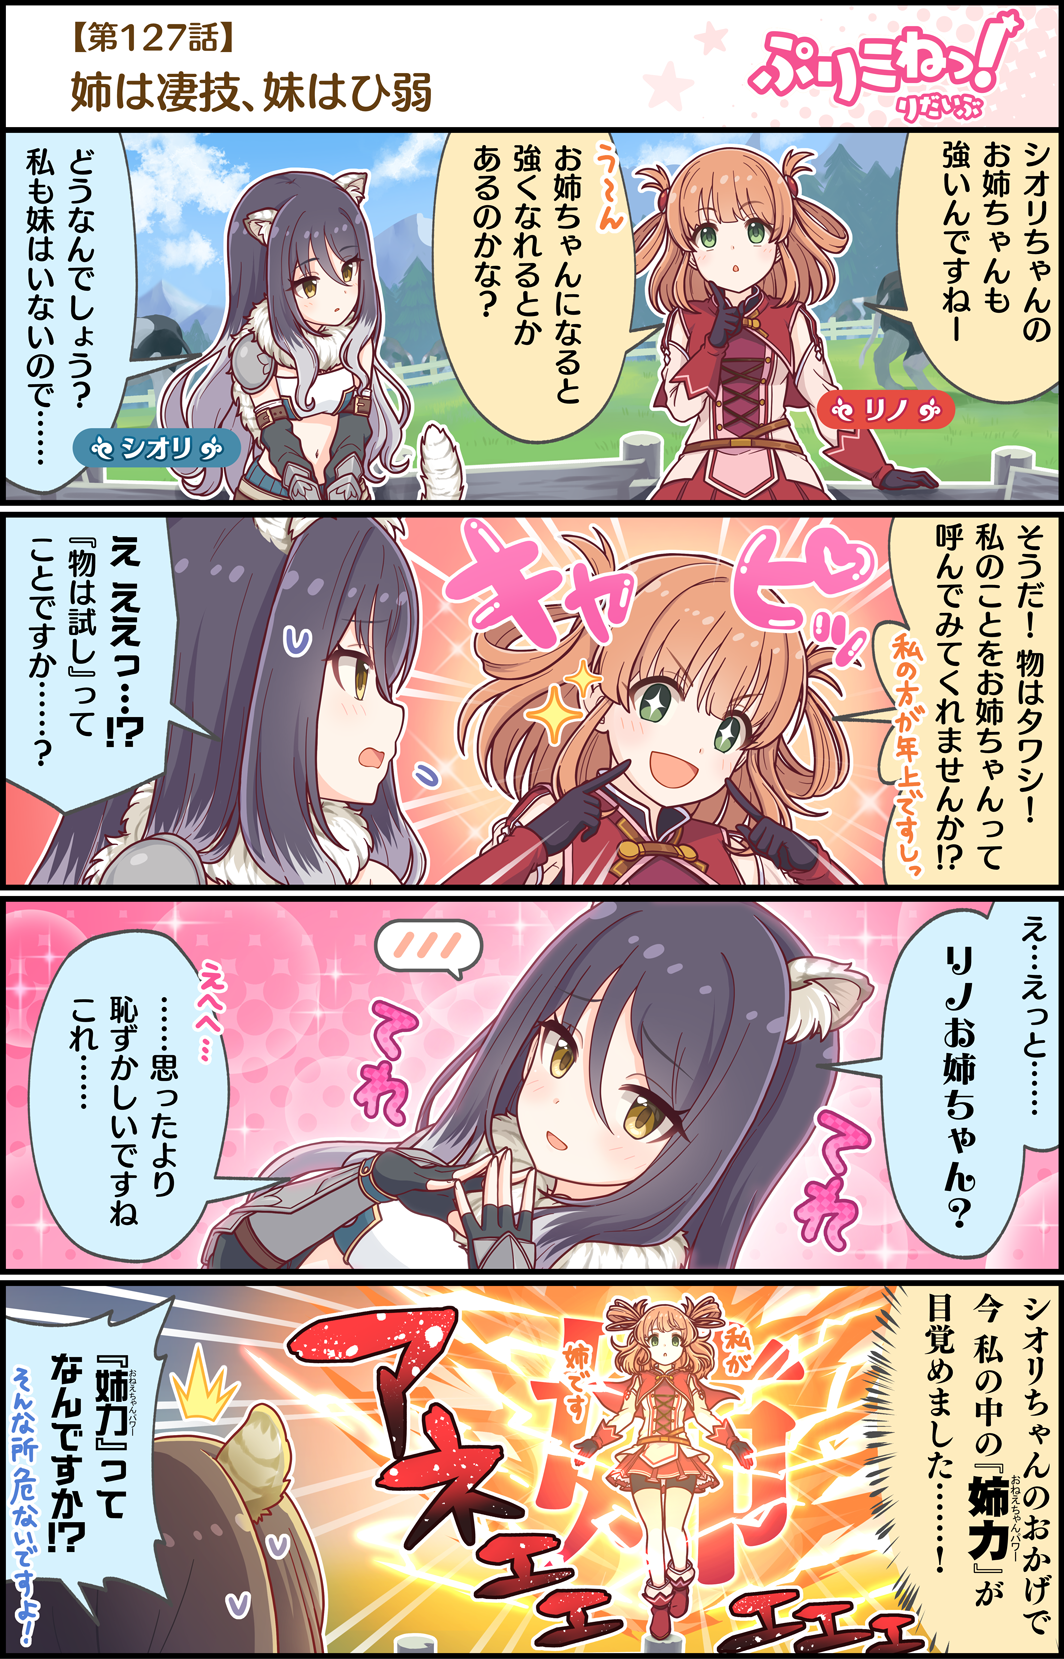 【第127話】
姉は凄技、妹はひ弱
ぷりこねっ!
りだいぶ
シオリちゃんの
お姉ちゃんも
強いんですねー
リノ
う~ん
お姉ちゃんになると
強くなれるとか
あるのかな?
どうなんでしょう?
私も妹はいないので……
シオリ
そうだ! 物はタワシ!
私のことをお姉ちゃんって
呼んでみてくれませんか!?
私の方が年上ですしっ
キャピッ
え えええっ…!?
『物は試し』って
ことですか……?
え…えっと……
リノお姉ちゃん?
てれ
てれ
えへへ…
……思ったより
恥ずかしいですね
これ……
シオリちゃんのおかげで
今 私の中の『姉力』が
おねえちゃんパワー
目覚めました……!
私が
姉です
姉
アネエエエエエ
『姉力』って
おねえちゃんパワー
なんですか!?
そんな所危ないですよ!